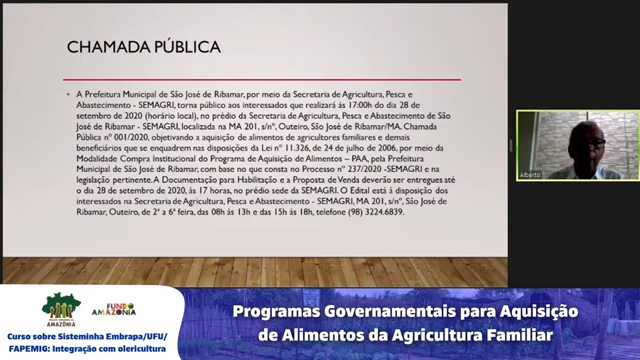 CHAMADA PÚBLICA
• A Prefeitura Municipal de São José de Ribamar, por meio da Secretaria de Agricultura, Pesca e
Abastecimento - SEMAGRI, torna público aos interessados que realizará ás 17:00h do dia 28 de
setembro de 2020 (horário local), no prédio da Secretaria de Agricultura, Pesca e Abastecimento de São
José de Ribamar - SEMAGRI, localizada na MA 201, s/nº, Outeiro, São José de Ribamar/MA. Chamada
Pública nº 001/2020, objetivando a aquisição de alimentos de agricultores familiares e demais
beneficiários que se enquadrem nas disposições da Lei nº 11.326, de 24 de julho de 2006, por meio da
Modalidade Compra Institucional do Programa de Aquisição de Alimentos – PAA, pela Prefeitura
Municipal de São José de Ribamar, com base no que consta no Processo nº 237/2020 -SEMAGRI e na
legislação pertinente. A Documentação para Habilitação e a Proposta de Venda deverão ser entregues até
o dia 28 de setembro de 2020, às 17 horas, no prédio sede da SEMAGRI. O Edital está á disposição dos
interessados na Secretaria de Agricultura, Pesca e Abastecimento - SEMAGRI, MA 201, s/nº, São José de
Ribamar, Outeiro, de 2ª a 6ª feira, das 08h às 13h e das 15h às 18h, telefone (98) 3224.6839.
Alberto
AMAZÔNIA
FUNDO
AMAZONIA
Curso sobre Sisteminha Embrapa/UFU/
FAPEMIG: Integração com olericultura
Programas Governamentais para Aquisição
de Alimentos da Agricultura Familiar